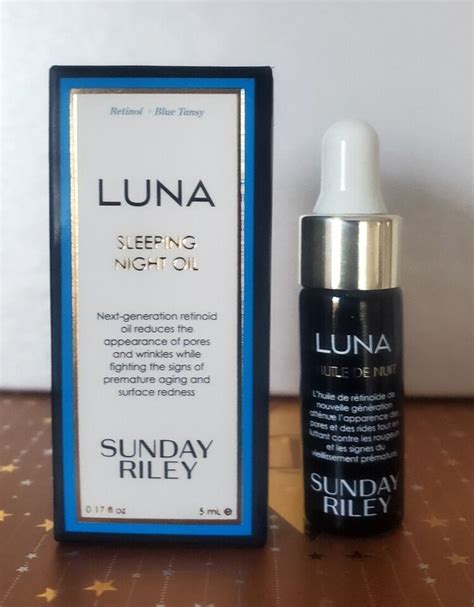 Retinol + Blue Tansy
LUNA
SLEEPING
NIGHT OIL
Next-generation retinoid
oil reduces the
appearance of pores
and wrinkles while
fighting the signs of
premature aging and
surface redness
SUNDAY
RILEY
0.17 fl oz 5 mL e
LUNA
HUILE DE NUIT
L'huile de rétinoïde de
nouvelle génération
atténue l'apparence des
pores et des rides tout en
luttant contre les rougeurs
et les signes du
vieillissement prématuré
SUNDAY
RILEY